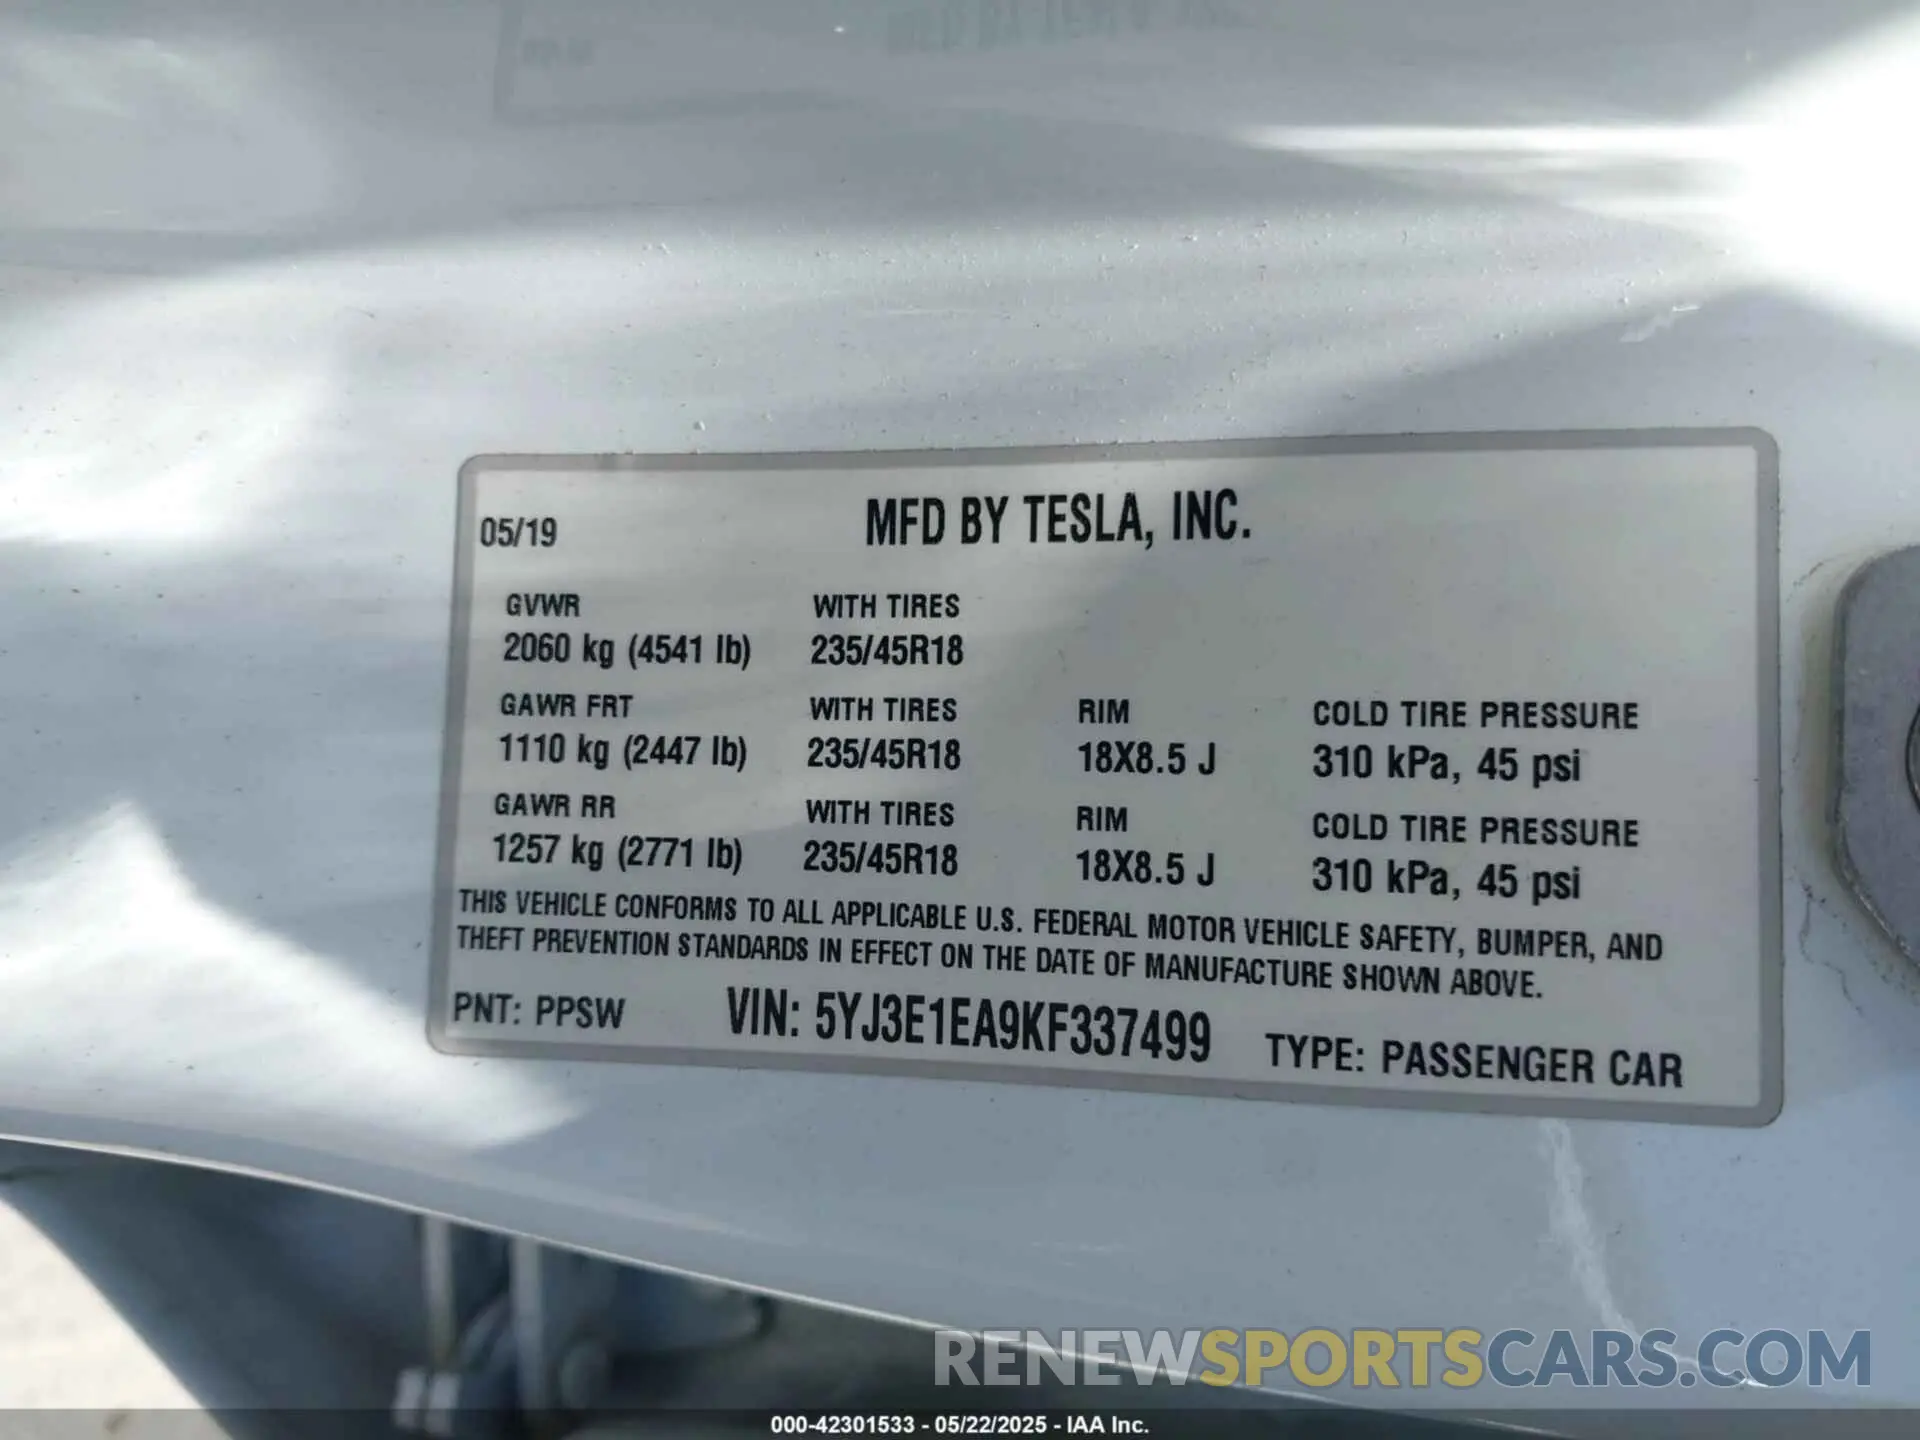 05/19 MFD BY TESLA, INC.
GVWR WITH TIRES
2060 kg (4541 lb) 235/45R18
GAWR FRT WITH TIRES RIM COLD TIRE PRESSURE
1110 kg (2447 lb) 235/45R18 18X8.5 J 310 kPa, 45 psi
GAWR RR WITH TIRES RIM COLD TIRE PRESSURE
1257 kg (2771 lb) 235/45R18 18X8.5 J 310 kPa, 45 psi
THIS VEHICLE CONFORMS TO ALL APPLICABLE U.S. FEDERAL MOTOR VEHICLE SAFETY, BUMPER, AND
THEFT PREVENTION STANDARDS IN EFFECT ON THE DATE OF MANUFACTURE SHOWN ABOVE.
PNT: PPSW VIN: 5YJ3E1EA9KF337499 TYPE: PASSENGER CAR
RENEWSPORTSCARS.COM
000-42301533 - 05/22/2025 - IAA Inc.